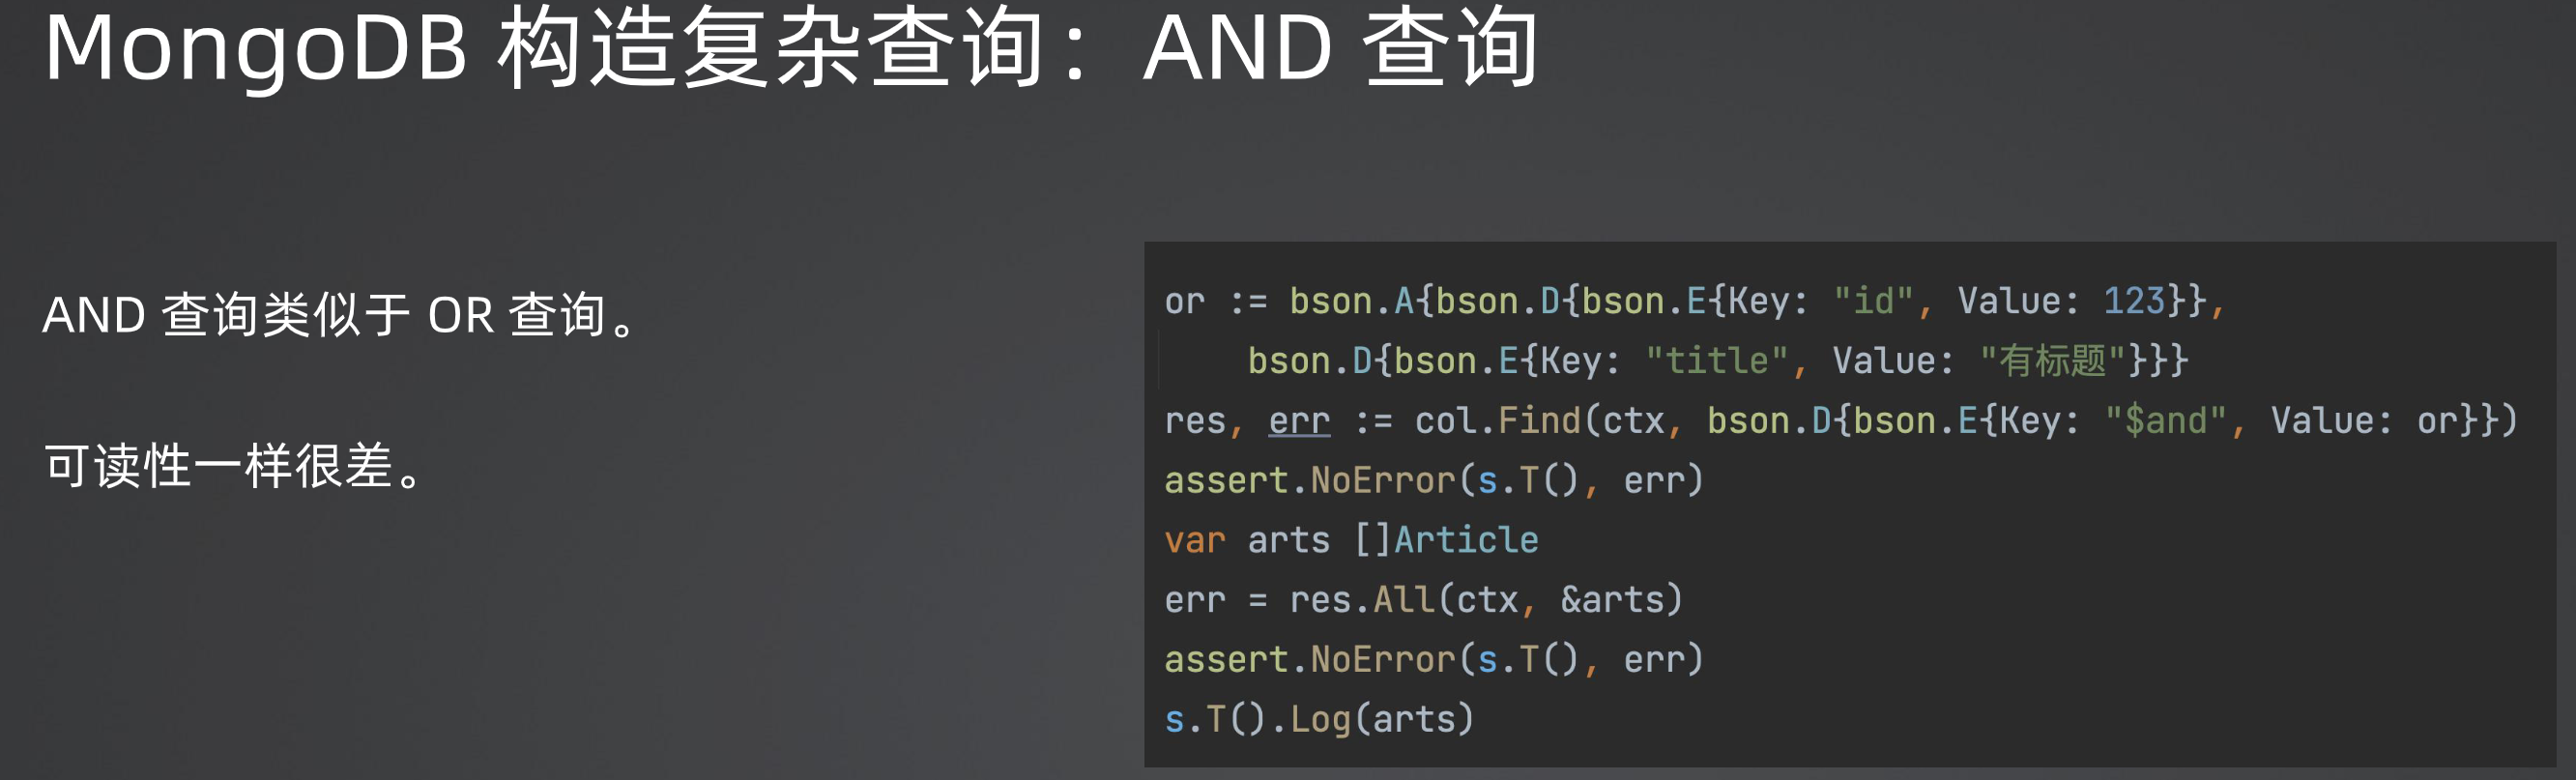 MongoDB 构造复杂查询：AND 查询
AND 查询类似于 OR 查询。
可读性一样很差。
or := bson.A{bson.D{bson.E{Key: "id", Value: 123}},
    bson.D{bson.E{Key: "title", Value: "有标题"}}}
res, err := col.Find(ctx, bson.D{bson.E{Key: "$and", Value: or}})
assert.NoError(s.T(), err)
var arts []Article
err = res.All(ctx, &arts)
assert.NoError(s.T(), err)
s.T().Log(arts)